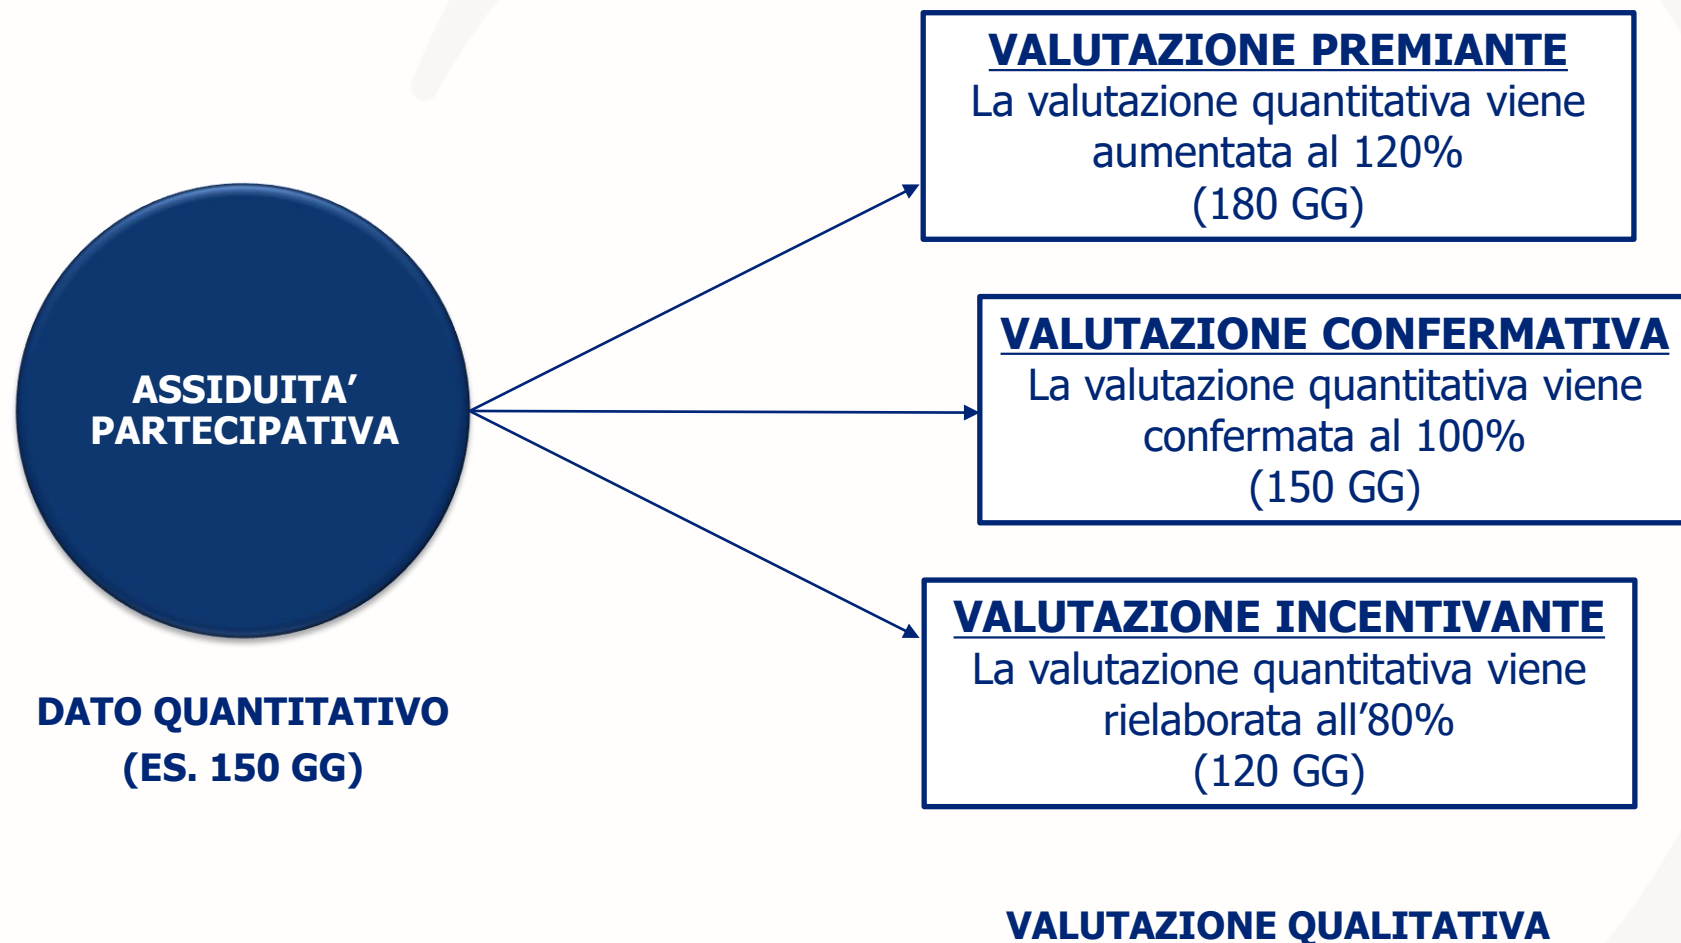 ASSIDUITA’
PARTECIPATIVA
DATO QUANTITATIVO
(ES. 150 GG)
VALUTAZIONE PREMIANTE
La valutazione quantitativa viene
aumentata al 120%
(180 GG)
VALUTAZIONE CONFERMATIVA
La valutazione quantitativa viene
confermata al 100%
(150 GG)
VALUTAZIONE INCENTIVANTE
La valutazione quantitativa viene
rielaborata all’80%
(120 GG)
VALUTAZIONE QUALITATIVA